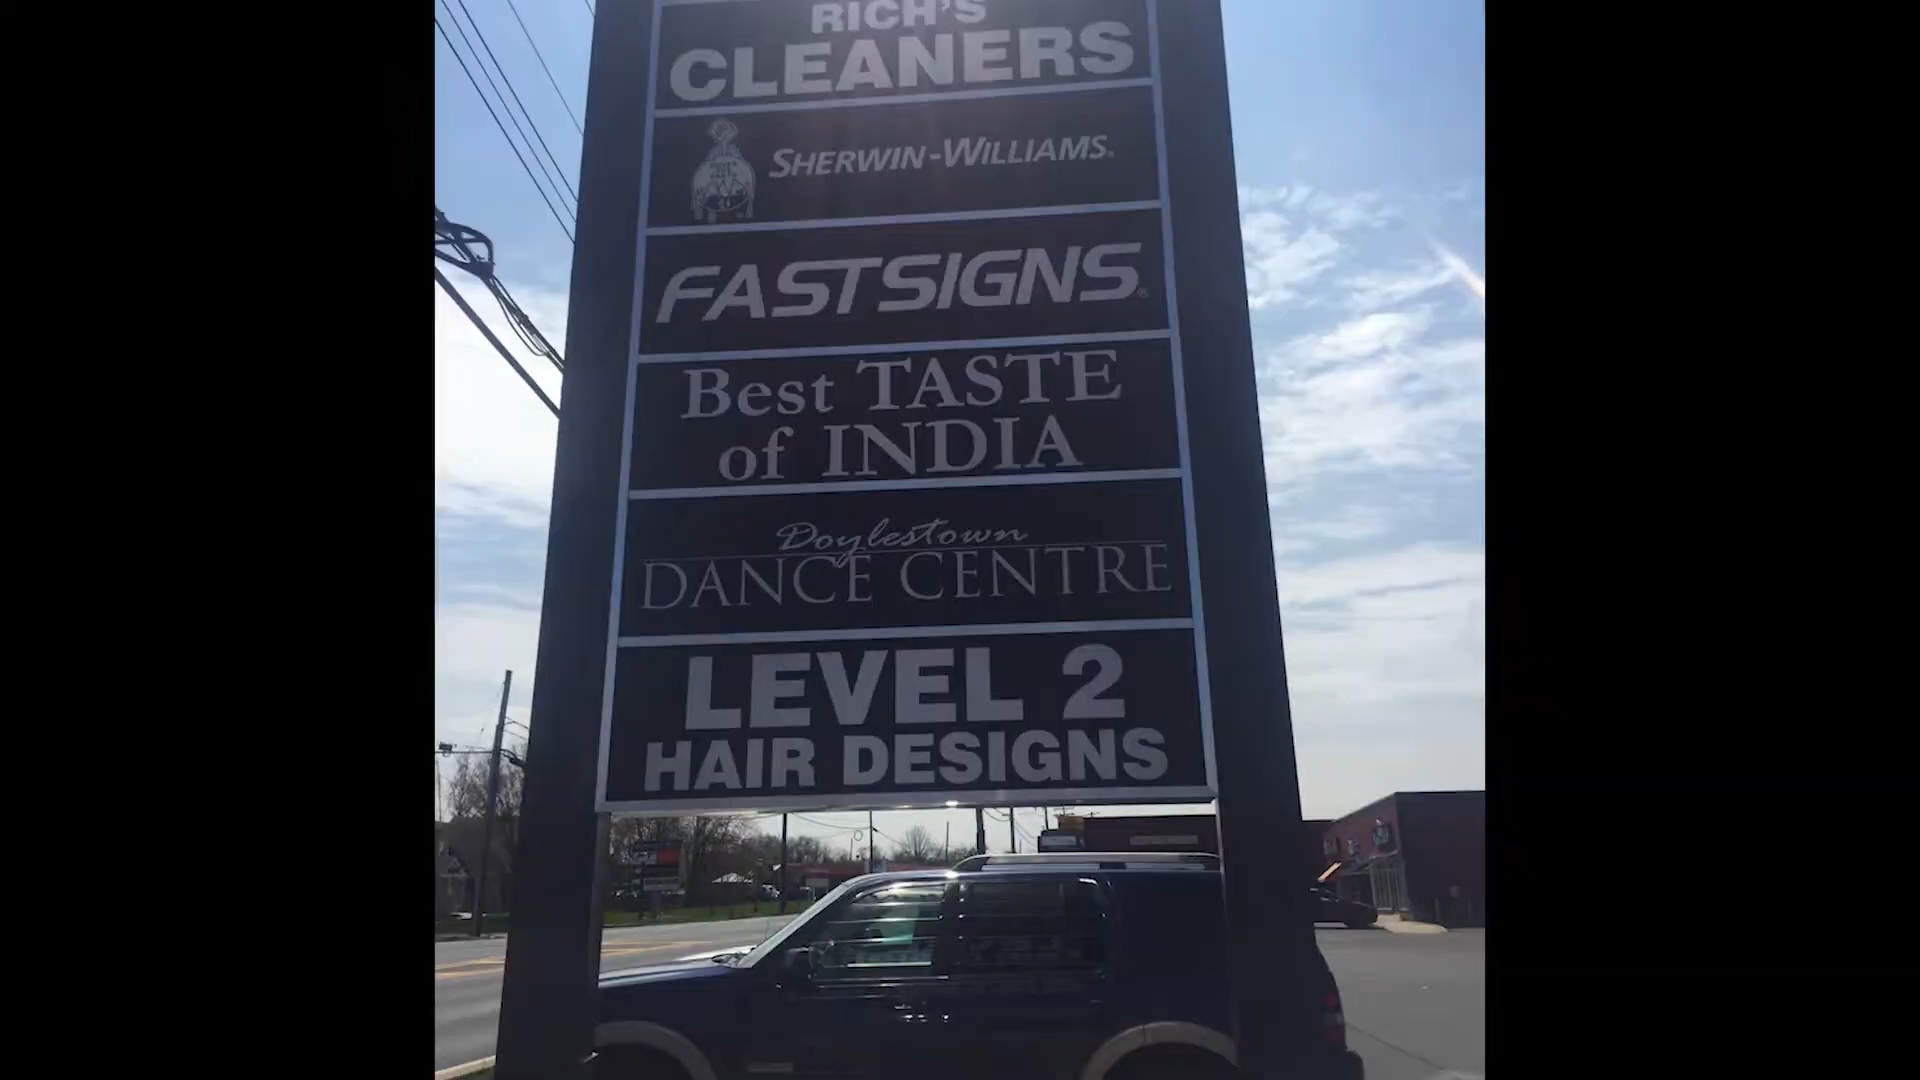 RICH'S
CLEANERS
SHERWIN-WILLIAMS.
FASTSIGNS®
Best TASTE
of INDIA
Doylestown
DANCE CENTRE
LEVEL 2
HAIR DESIGNS